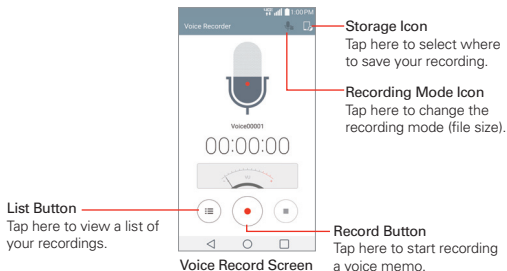 1:00 PM
Voice Recorder
Storage Icon
Tap here to select where
to save your recording.
Recording Mode Icon
Tap here to change the
recording mode (file size).
Voice00001
00:00:00
List Button
Tap here to view a list of
your recordings.
Record Button
Tap here to start recording
a voice memo.
Voice Record Screen